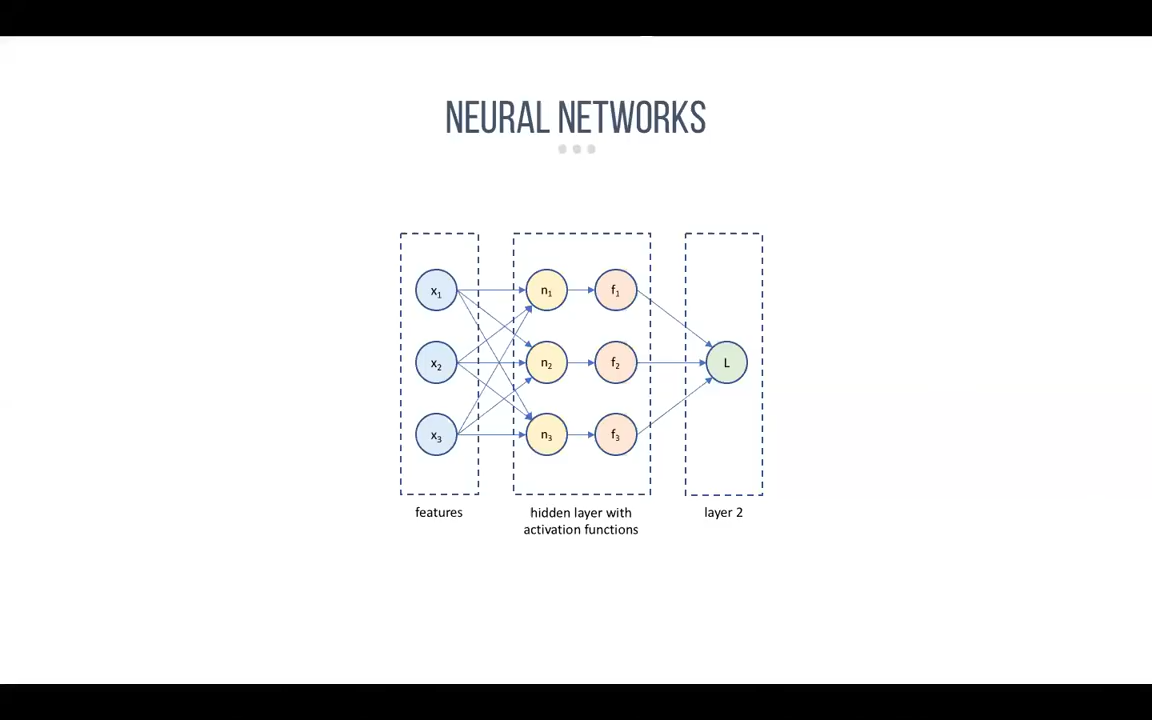 NEURAL NETWORKS
x₁ n₁ f₁
x₂ n₂ f₂ L
x₃ n₃ f₃
features
hidden layer with
activation functions
layer 2